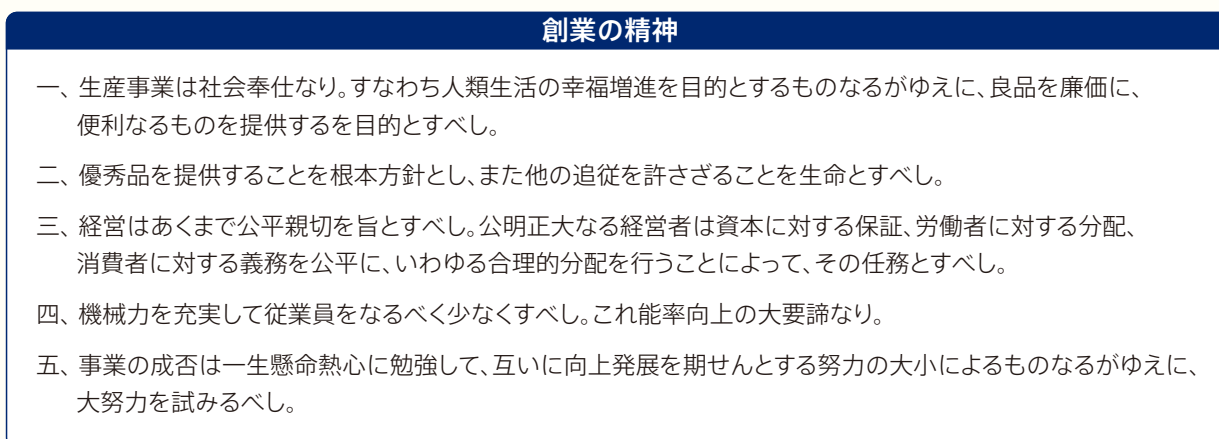 創業の精神
一、生産事業は社会奉仕なり。すなわち人類生活の幸福増進を目的とするものなるがゆえに、良品を廉価に、
便利なるものを提供するを目的とすべし。
二、優秀品を提供することを根本方針とし、また他の追従を許さざることを生命とすべし。
三、経営はあくまで公平親切を旨とすべし。公明正大なる経営者は資本に対する保証、労働者に対する分配、
消費者に対する義務を公平に、いわゆる合理的分配を行うことによって、その任務とすべし。
四、機械力を充実して従業員をなるべく少なくすべし。これ能率向上の大要諦なり。
五、事業の成否は一生懸命熱心に勉強して、互いに向上発展を期せんとする努力の大小によるものなるがゆえに、
大努力を試みるべし。